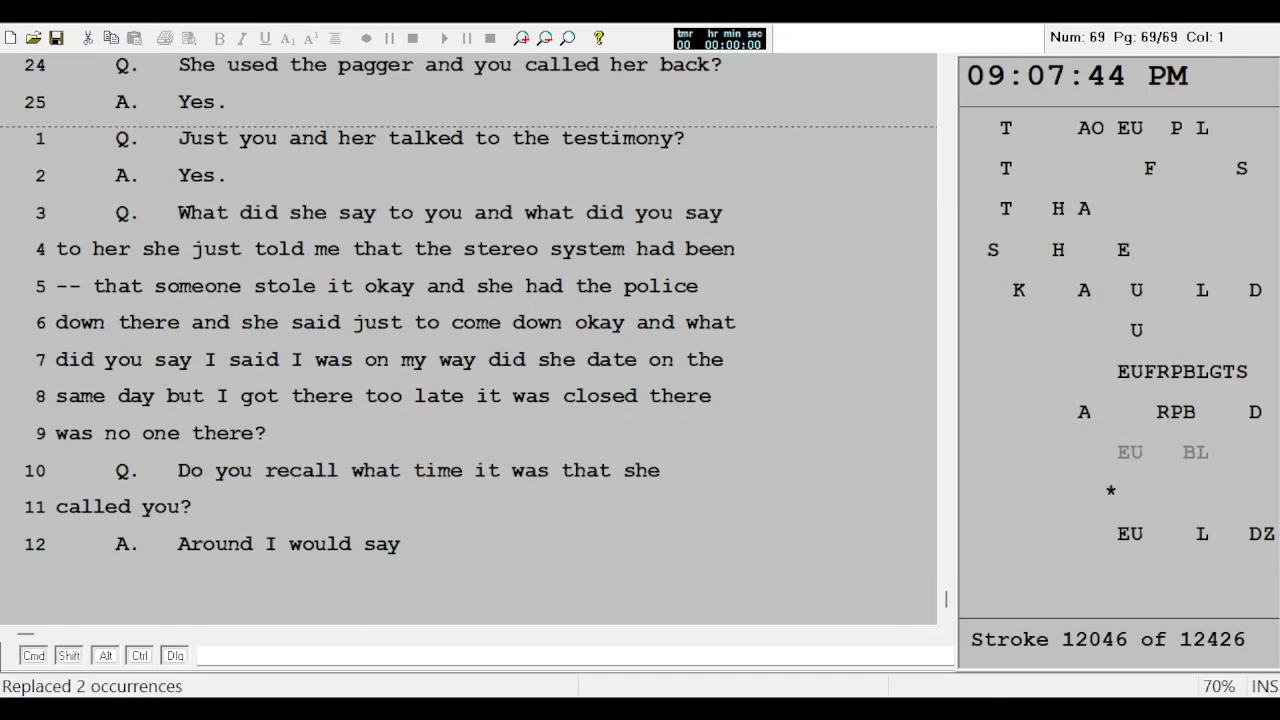 tmr hr min sec
00 00:00:00
Num: 69 Pg: 69/69 Col: 1
24 Q. She used the pagger and you called her back?
25 A. Yes.
1 Q. Just you and her talked to the testimony?
2 A. Yes.
3 Q. What did she say to you and what did you say
4 to her she just told me that the stereo system had been
5 -- that someone stole it okay and she had the police
6 down there and she said just to come down okay and what
7 did you say I said I was on my way did she date on the
8 same day but I got there too late it was closed there
9 was no one there?
10 Q. Do you recall what time it was that she
11 called you?
12 A. Around I would say
09:07:44 PM
T AO EU P L
T F S
T H A
S H E
K A U L D
U
EUFRPBLGTS
A RPB D
EU BL
*
EU L DZ
Stroke 12046 of 12426
Cmd Shift Alt Ctrl Dlg
Replaced 2 occurrences
70% INS